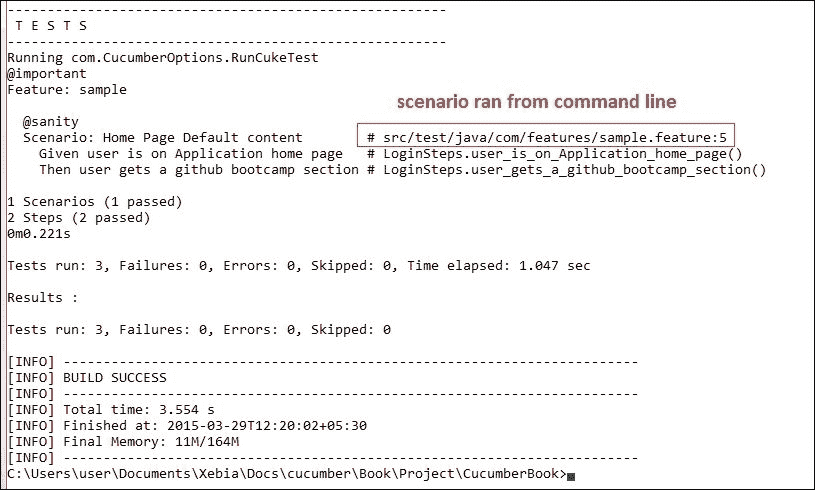 -------------------------------------------------------
 T E S T S
-------------------------------------------------------
Running com.CucumberOptions.RunCukeTest
@important
Feature: sample
scenario ran from command line
  @sanity
  Scenario: Home Page Default content       # src/test/java/com/features/sample.feature:5
    Given user is on Application home page   # LoginSteps.user_is_on_Application_home_page()
    Then user gets a github bootcamp section # LoginSteps.user_gets_a_github_bootcamp_section()
1 Scenarios (1 passed)
2 Steps (2 passed)
0m0.221s
Tests run: 3, Failures: 0, Errors: 0, Skipped: 0, Time elapsed: 1.047 sec
Results :
Tests run: 3, Failures: 0, Errors: 0, Skipped: 0
[INFO] ------------------------------------------------------------------------
[INFO] BUILD SUCCESS
[INFO] ------------------------------------------------------------------------
[INFO] Total time: 3.554 s
[INFO] Finished at: 2015-03-29T12:20:02+05:30
[INFO] Final Memory: 11M/164M
[INFO] ------------------------------------------------------------------------
C:\Users\user\Documents\Xebia\Docs\cucumber\Book\Project\CucumberBook>